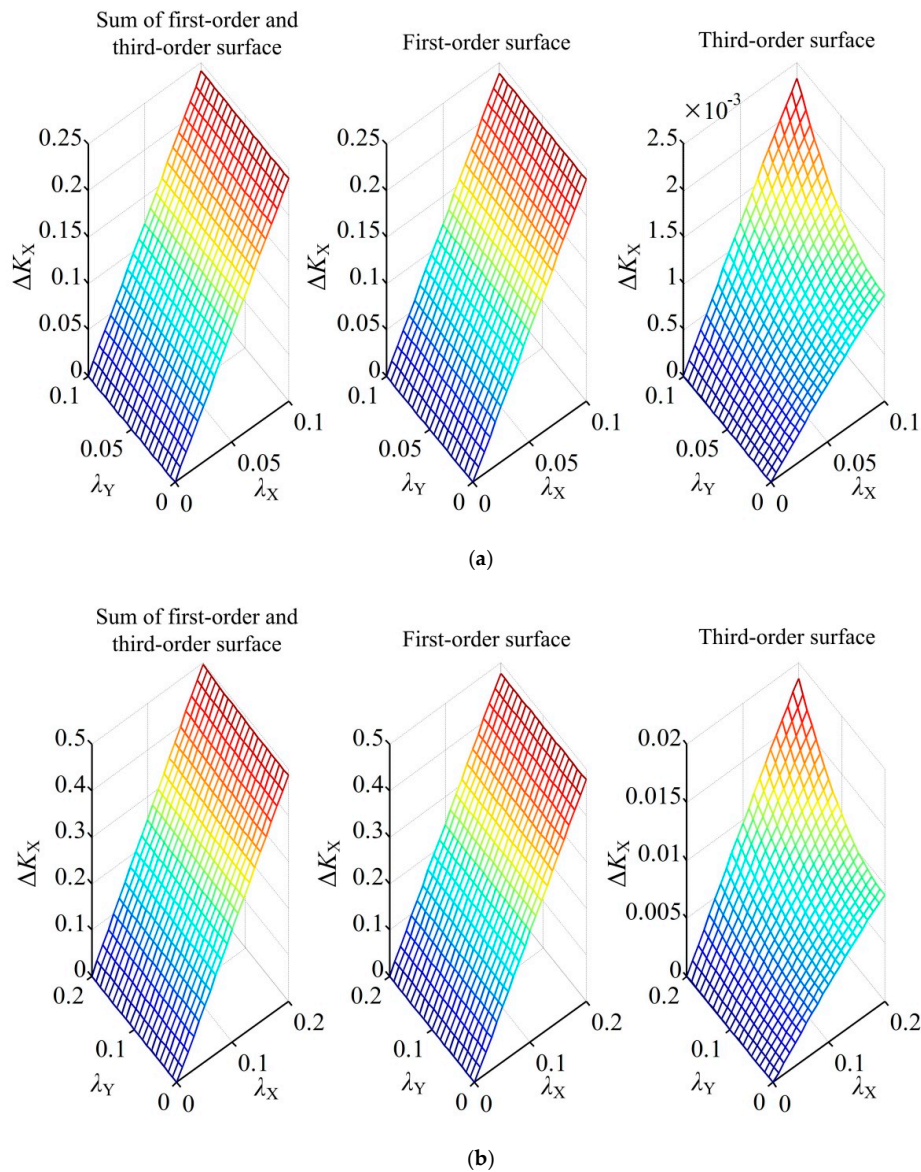 Sum of first-order and
third-order surface
First-order surface
Third-order surface
×10⁻³
ΔK_X
0.25
0.2
0.15
0.1
0.05
0
0.1
0.05
0
λ_Y
0
0.05
0.1
λ_X
ΔK_X
0.25
0.2
0.15
0.1
0.05
0
0.1
0.05
0
λ_Y
0
0.05
0.1
λ_X
ΔK_X
2.5
2
1.5
1
0.5
0
0.1
0.05
0
λ_Y
0
0.05
0.1
λ_X
(a)
Sum of first-order and
third-order surface
First-order surface
Third-order surface
ΔK_X
0.5
0.4
0.3
0.2
0.1
0
0.2
0.1
0
λ_Y
0
0.1
0.2
λ_X
ΔK_X
0.5
0.4
0.3
0.2
0.1
0
0.2
0.1
0
λ_Y
0
0.1
0.2
λ_X
ΔK_X
0.02
0.015
0.01
0.005
0
0.2
0.1
0
λ_Y
0
0.1
0.2
λ_X
(b)